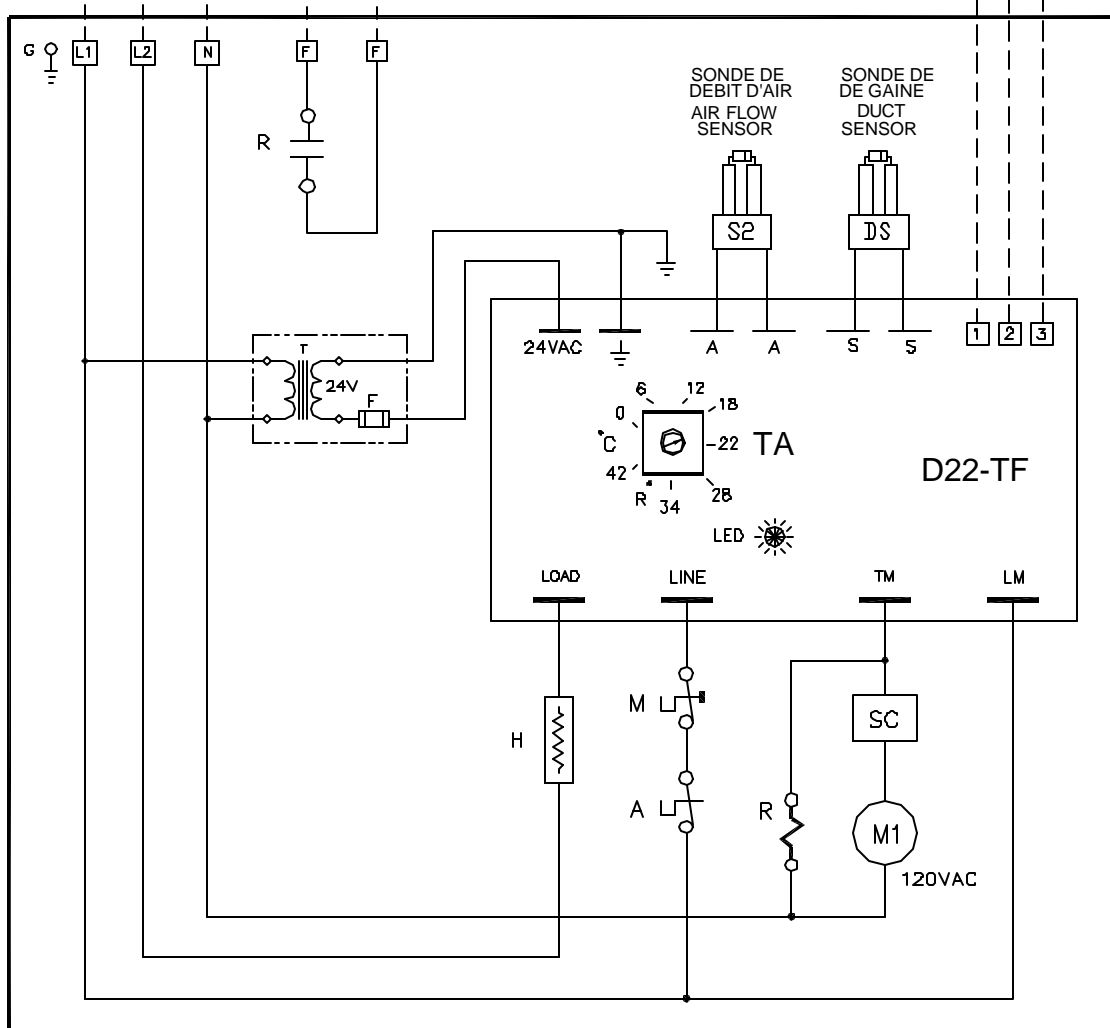 G L1 L2 N F F
SONDE DE
DEBIT D'AIR
AIR FLOW
SENSOR
SONDE DE
DE GAINE
DUCT
SENSOR
R
S2
DS
24VAC
A A S S
1 2 3
T
24V
F
0 6 12 18 22 28 34 42
°C
R
TA
D22-TF
LED
LOAD LINE TM LM
M
SC
H
A
R
M1
120VAC